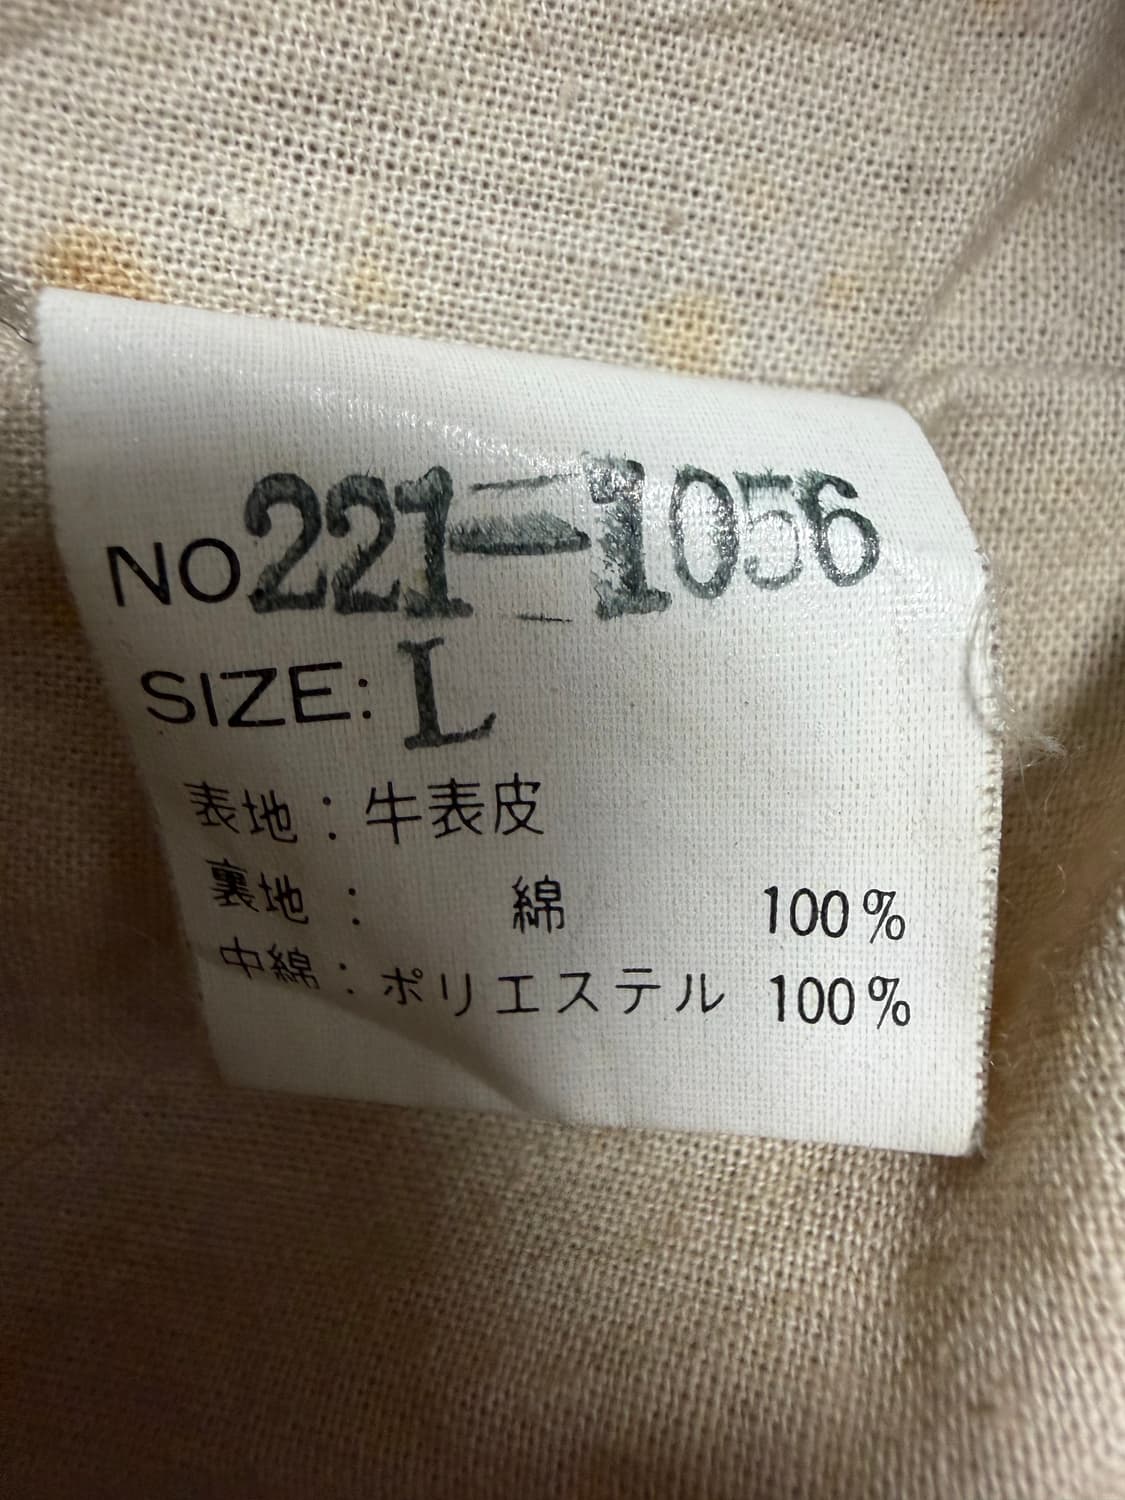 NO221-1056
SIZE: L
表地：牛表皮
裏地： 綿 100%
中綿：ポリエステル 100%